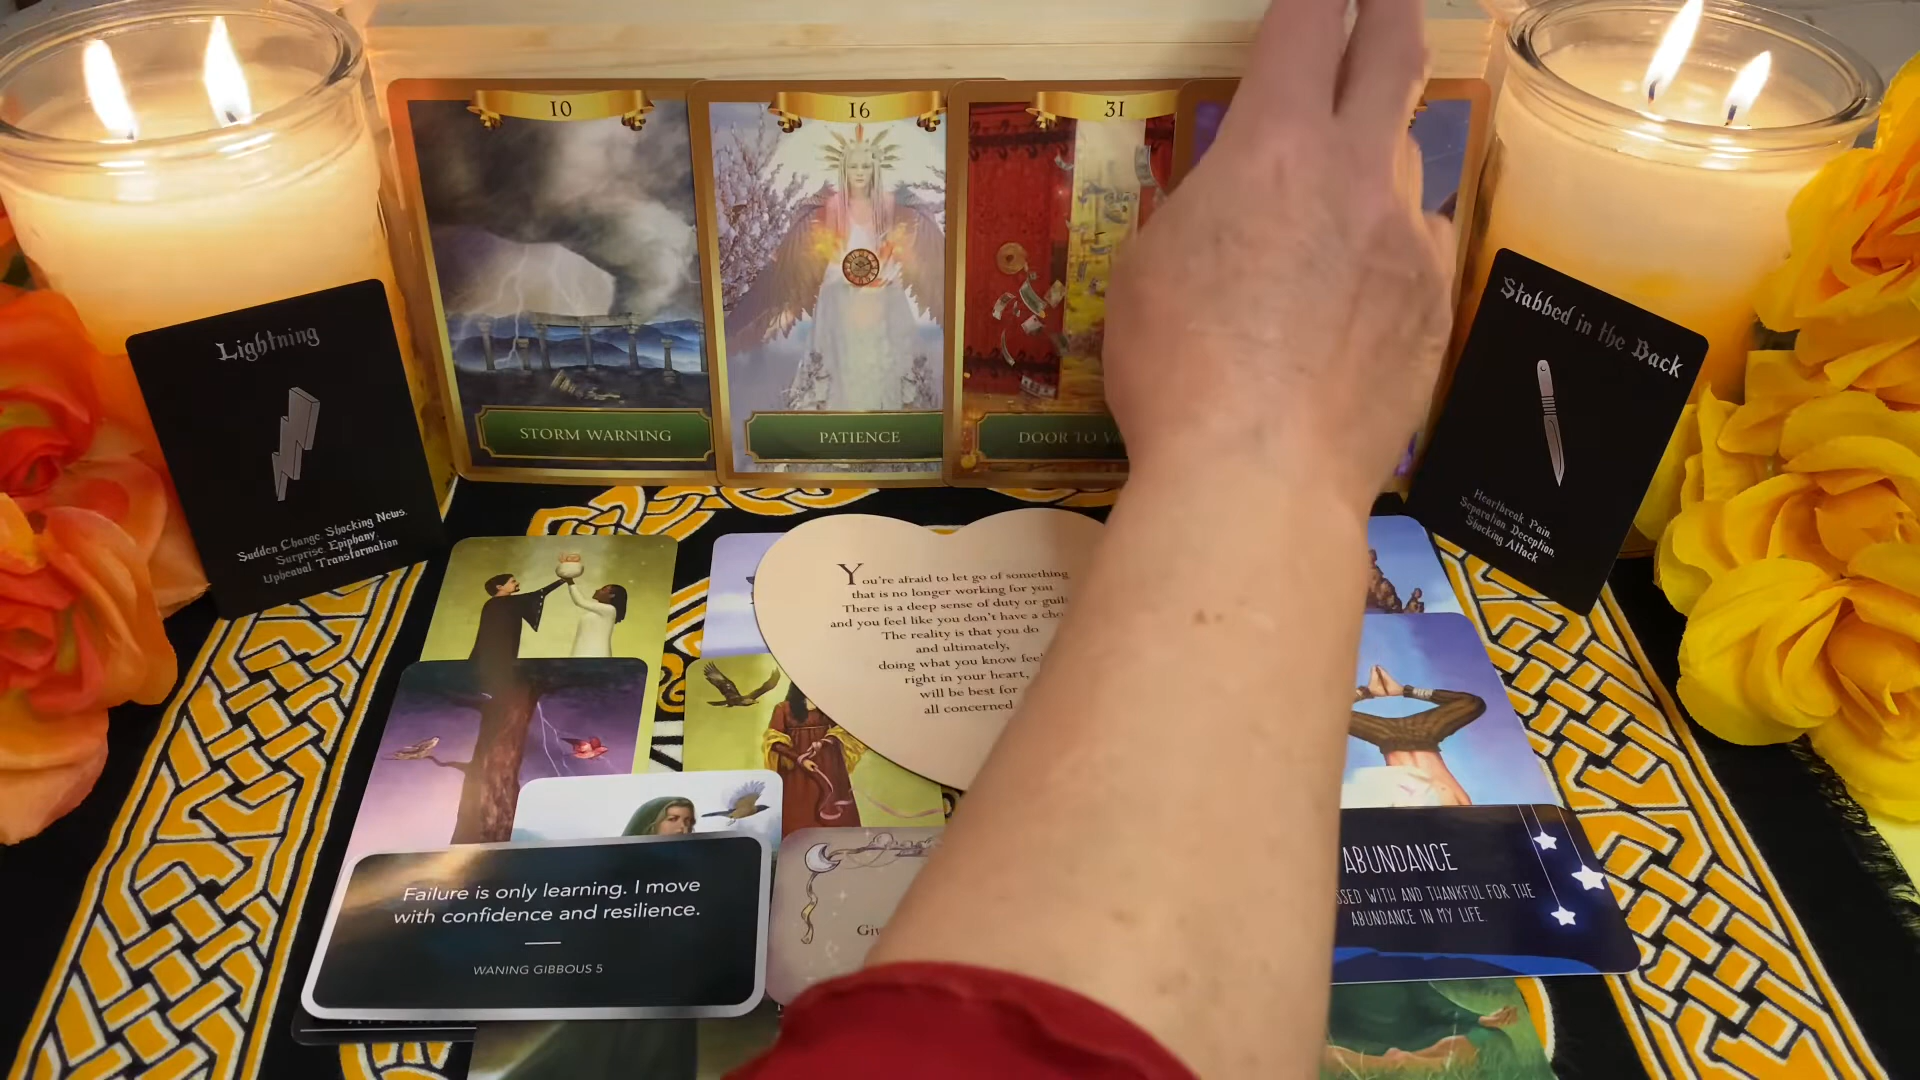 10
16
31
STORM WARNING
PATIENCE
DOOR TO
Lightning
Sudden Change, Shocking News,
Surprise, Epiphany,
Upheaval, Transformation
Stabbed in the Back
Heartbreak, Pain,
Separation, Deception,
Shocking Attack
You're afraid to let go of something
that is no longer working for you
There is a deep sense of duty or
and you feel like you don't have a
The reality is that you do
and ultimately,
doing what you know
right in your heart,
will be best for
all concerned
Failure is only learning. I move
with confidence and resilience.
WANING GIBBOUS 5
ABUNDANCE
WITH AND THANKFUL FOR THE
ABUNDANCE IN MY LIFE.